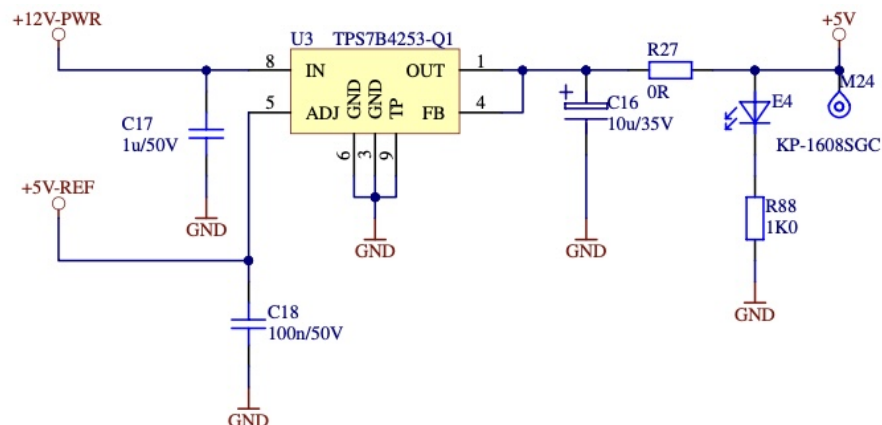 +12V-PWR
+5V
U3 TPS7B4253-Q1
R27
8 IN OUT 1
0R
M24
5 ADJ GND GND TP FB 4
C16
10u/35V
E4
KP-1608SGC
C17
1u/50V
6 3 9
+5V-REF
R88
1K0
GND
GND
GND
GND
C18
100n/50V
GND